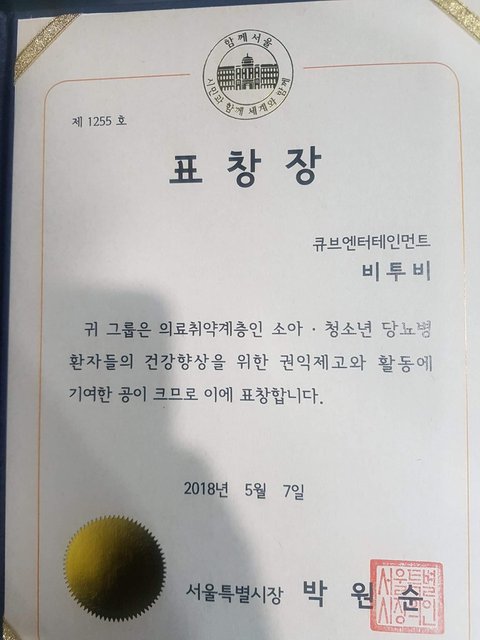 함께서울
시민과 함께 세계와 함께
제 1255 호
표창장
큐브엔터테인먼트
비투비
귀 그룹은 의료취약계층인 소아 · 청소년 당뇨병
환자들의 건강향상을 위한 권익제고와 활동에
기여한 공이 크므로 이에 표창합니다.
2018년 5월 7일
서울특별시장 박원순
서울특별
시장의인